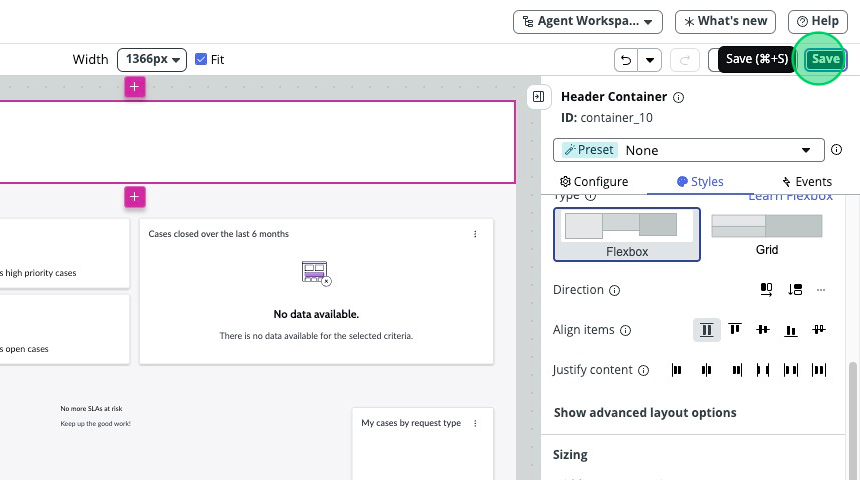 Agent Workspa...
What's new
Help
Width
1366px
Fit
Save (⌘+S)
Save
Header Container
ID: container_10
Preset None
Configure
Styles
Events
Type
Learn Flexbox
Flexbox
Grid
Direction
Align items
Justify content
Show advanced layout options
Sizing
Cases closed over the last 6 months
No data available.
There is no data available for the selected criteria.
s high priority cases
s open cases
No more SLAs at risk
Keep up the good work!
My cases by request type